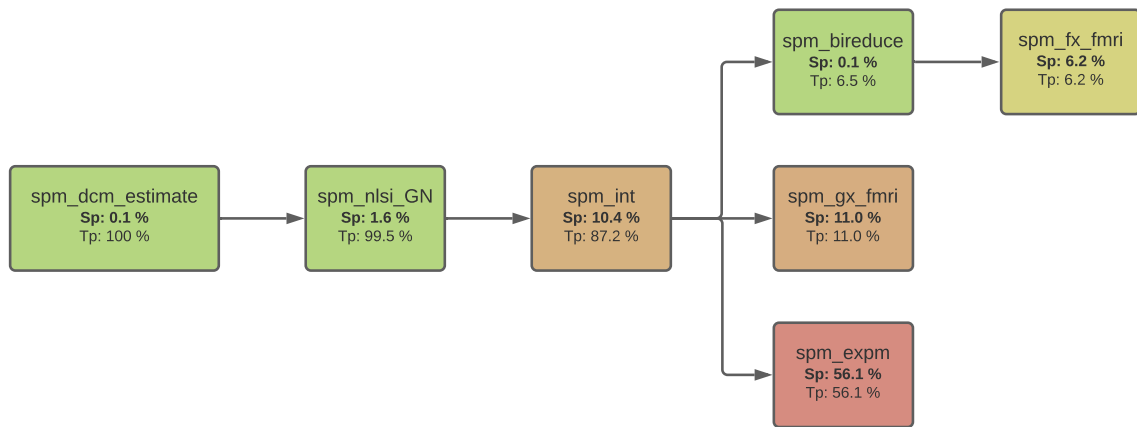 spm_dcm_estimate
Sp: 0.1 %
Tp: 100 %
spm_nlsi_GN
Sp: 1.6 %
Tp: 99.5 %
spm_int
Sp: 10.4 %
Tp: 87.2 %
spm_bireduce
Sp: 0.1 %
Tp: 6.5 %
spm_fx_fmri
Sp: 6.2 %
Tp: 6.2 %
spm_gx_fmri
Sp: 11.0 %
Tp: 11.0 %
spm_expm
Sp: 56.1 %
Tp: 56.1 %